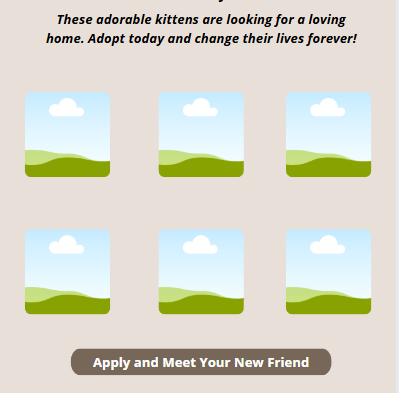 These adorable kittens are looking for a loving
home. Adopt today and change their lives forever!
Apply and Meet Your New Friend